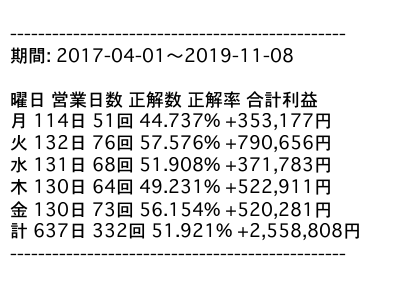 ------------------------------------------------
期間: 2017-04-01〜2019-11-08
曜日 営業日数 正解数 正解率 合計利益
月 114日 51回 44.737% +353,177円
火 132日 76回 57.576% +790,656円
水 131日 68回 51.908% +371,783円
木 130日 64回 49.231% +522,911円
金 130日 73回 56.154% +520,281円
計 637日 332回 51.921% +2,558,808円
------------------------------------------------